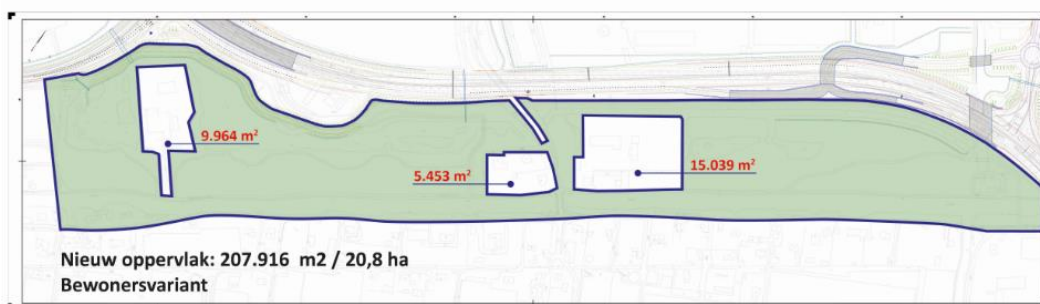 9.964 m²
5.453 m²
15.039 m²
Nieuw oppervlak: 207.916 m2 / 20,8 ha
Bewonersvariant